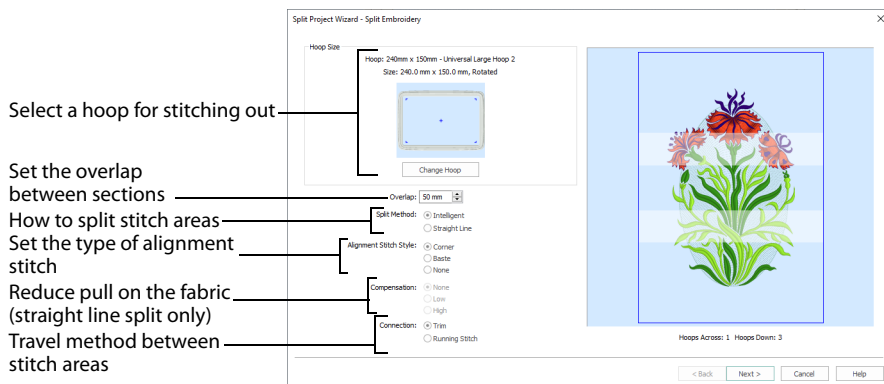 Split Project Wizard - Split Embroidery
Hoop Size
Hoop: 240mm x 150mm - Universal Large Hoop 2
Size: 240.0 mm x 150.0 mm, Rotated
Select a hoop for stitching out
Change Hoop
Set the overlap
between sections
Overlap: 50 mm
How to split stitch areas
Split Method: Intelligent
Straight Line
Set the type of alignment
stitch
Alignment Stitch Style: Corner
Baste
None
Reduce pull on the fabric
(straight line split only)
Compensation: None
Low
High
Travel method between
stitch areas
Connection: Trim
Running Stitch
Hoops Across: 1 Hoops Down: 3
< Back Next > Cancel Help